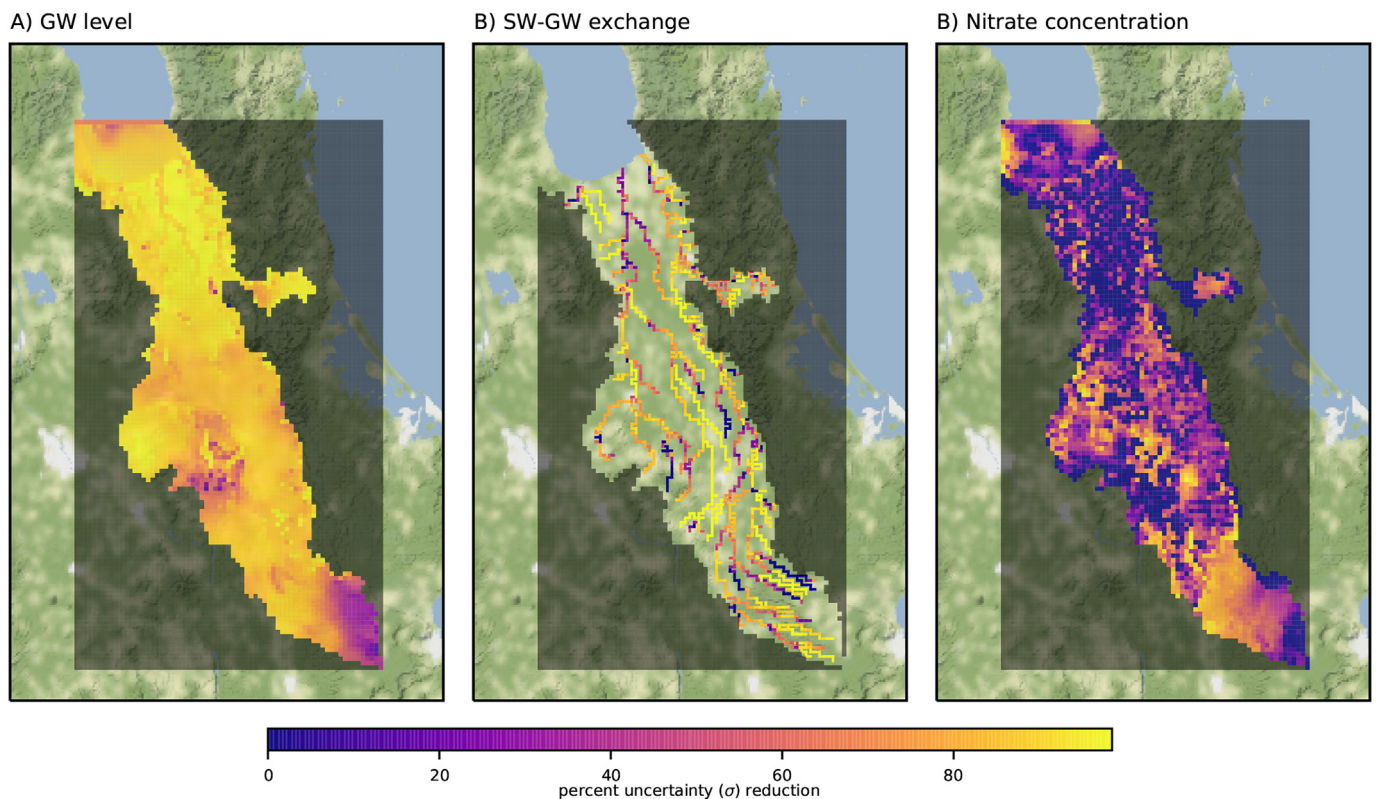 A) GW level
B) SW-GW exchange
B) Nitrate concentration
0 20 40 60 80
percent uncertainty (σ) reduction